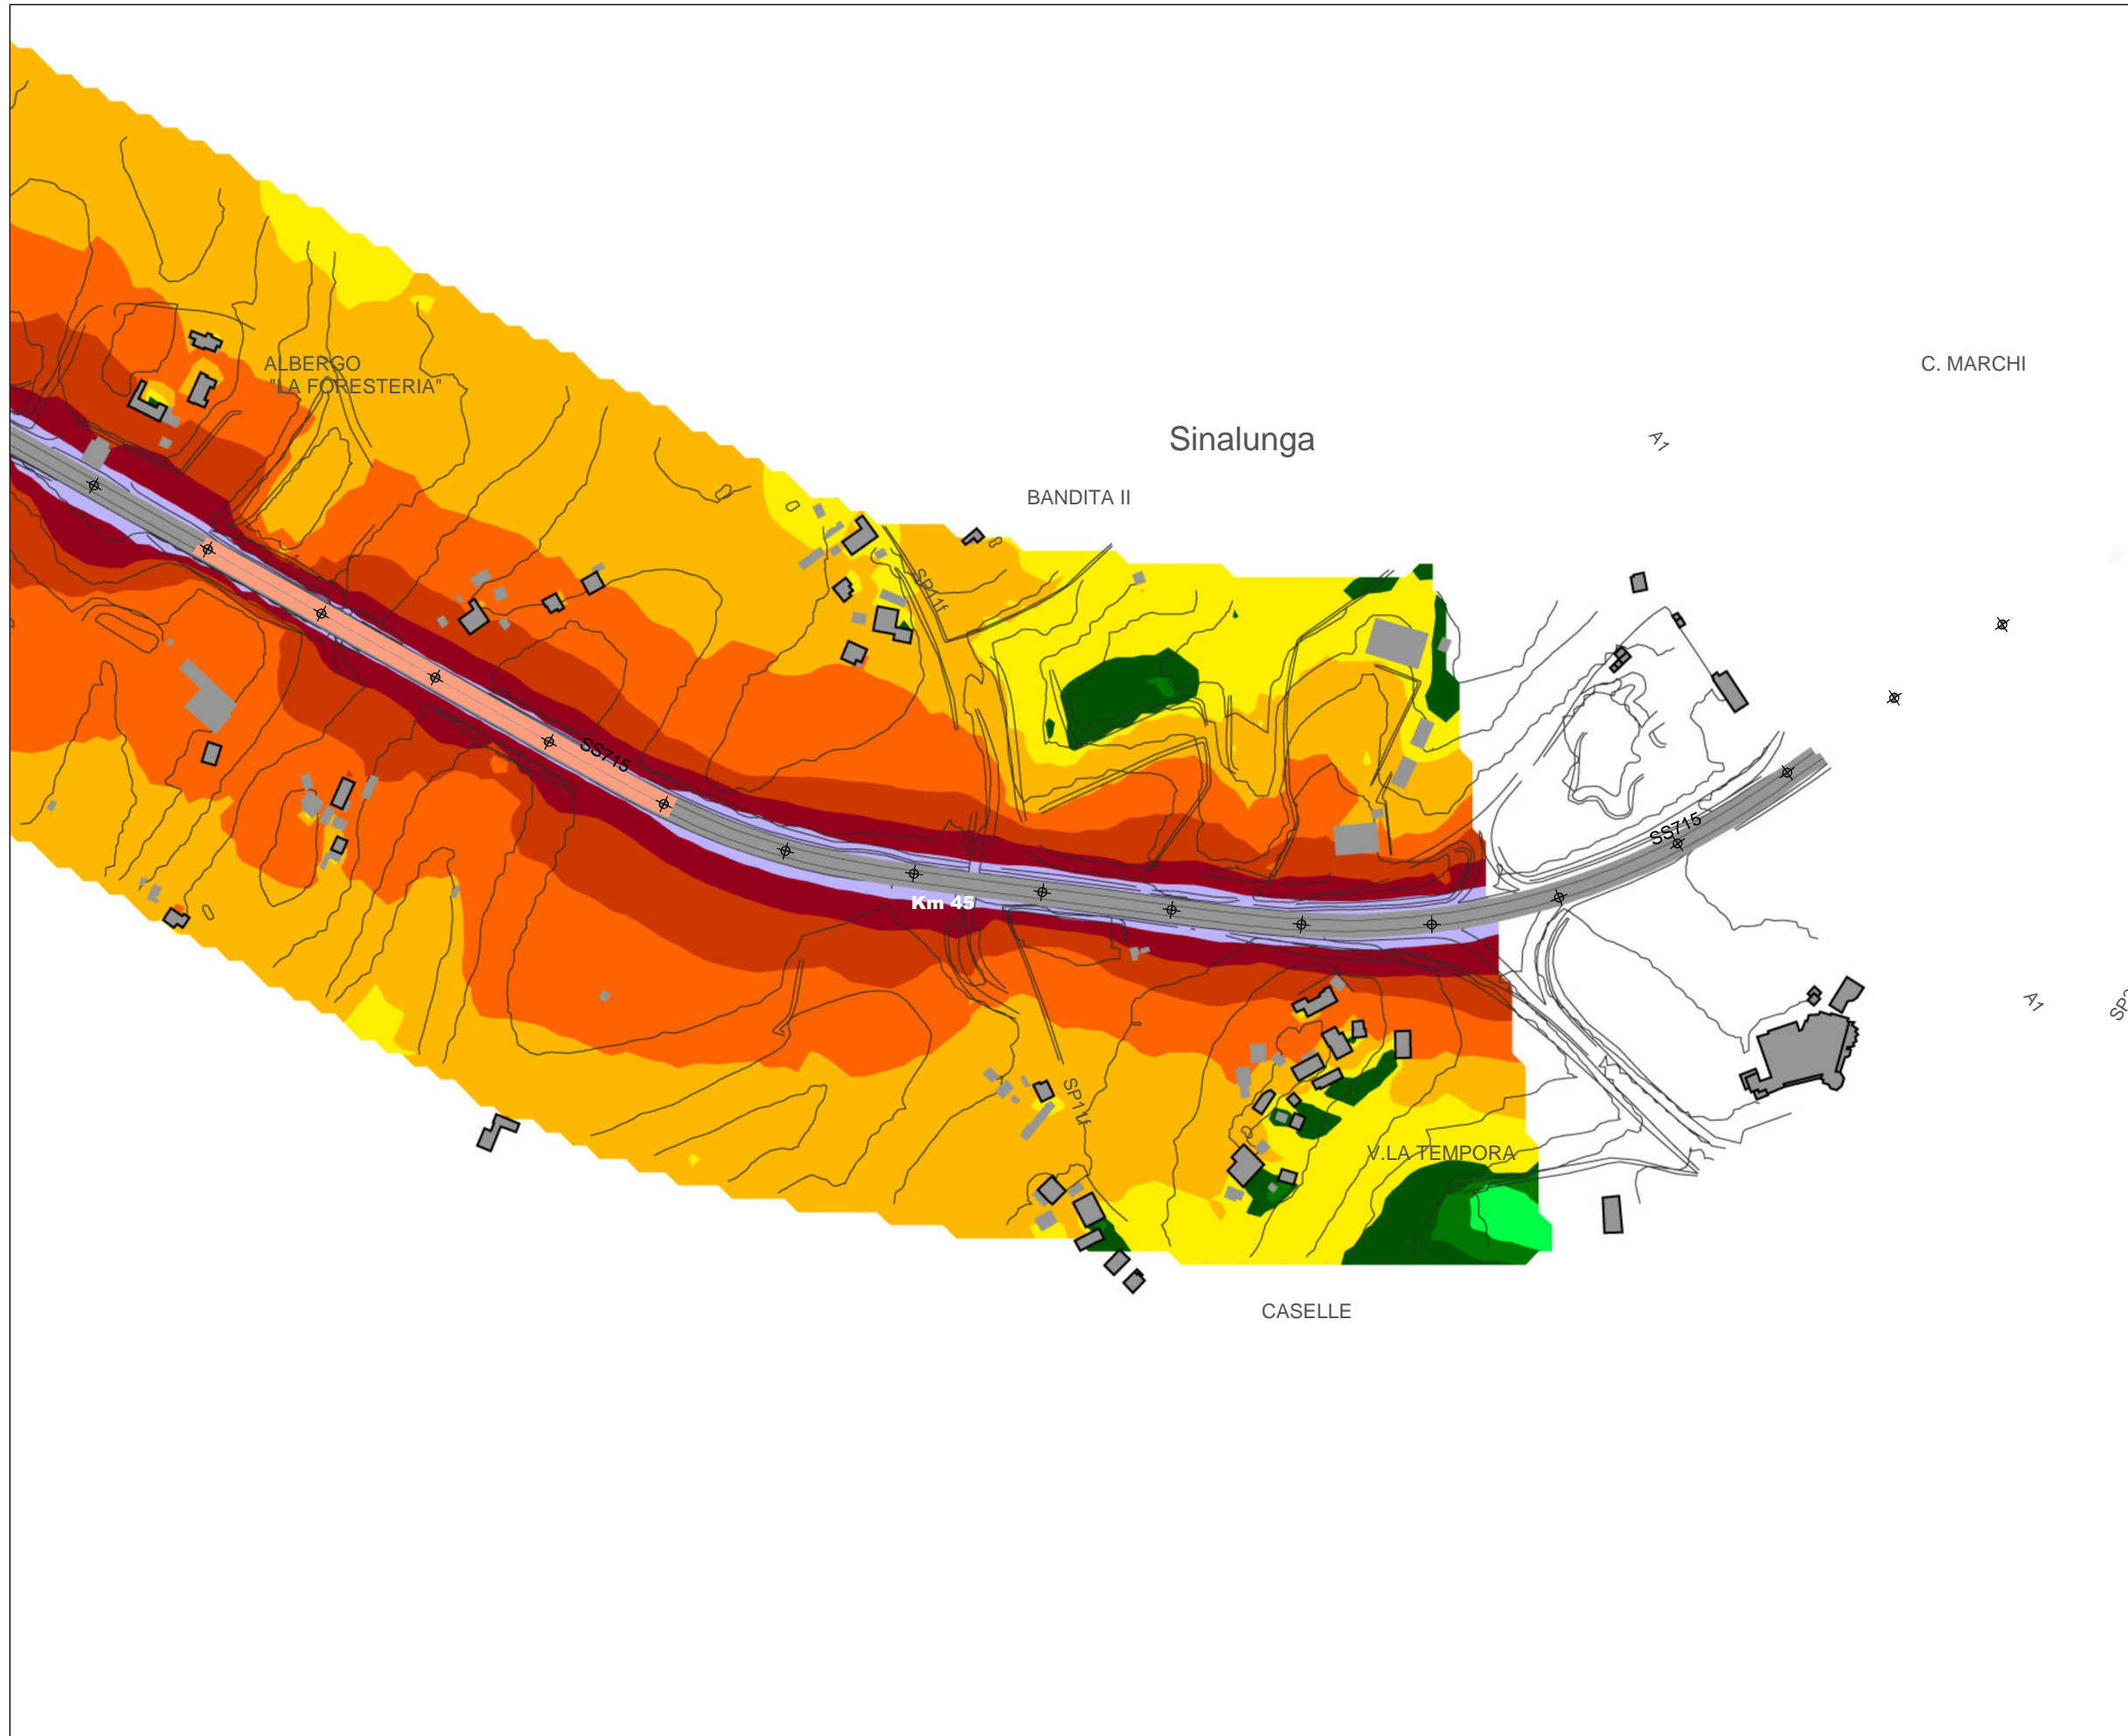 ALBERGO
"LA FORESTERIA"
C. MARCHI
Sinalunga
A1
BANDITA II
SP11f
SS715
SS715
Km 45
A1
SP11f
V.LA TEMPORA
CASELLE